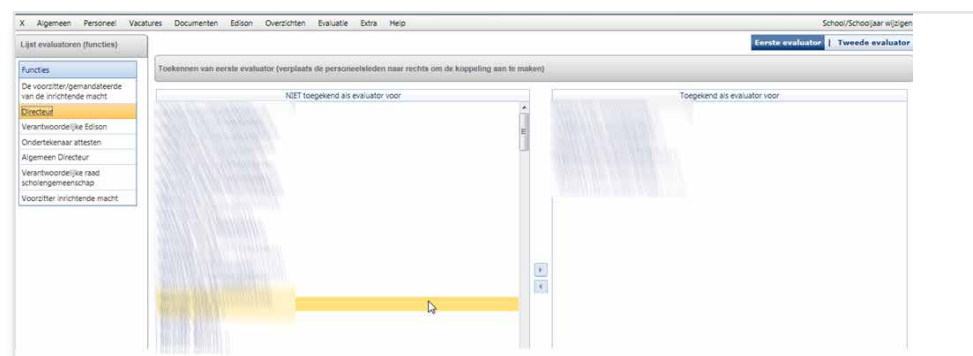 X Algemeen Personeel Vacatures Documenten Edison Overzichten Evaluatie Extra Help School/Schooljaar wijzigen
Lijst evaluatoren (functies)
Eerste evaluator | Tweede evaluator
Functies
De voorzitter/gemandateerde
van de inrichtende macht
Directeur
Verantwoordelijke Edison
Ondertekenaar attesten
Algemeen Directeur
Verantwoordelijke raad
scholengemeenschap
Voorzitter inrichtende macht
Toekennen van eerste evaluator (verplaats de personeelsleden naar rechts om de koppeling aan te maken)
NIET toegekend als evaluator voor
Toegekend als evaluator voor